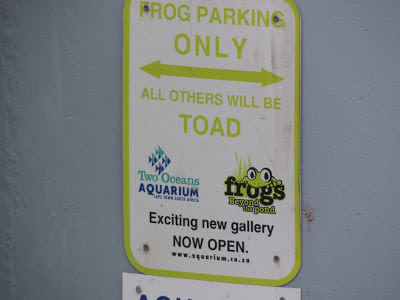 FROG PARKING
ONLY
ALL OTHERS WILL BE
TOAD
Two Oceans
AQUARIUM
CAPE TOWN SOUTH AFRICA
frogs
Beyond
the pond
Exciting new gallery
NOW OPEN.
www.aquarium.co.za